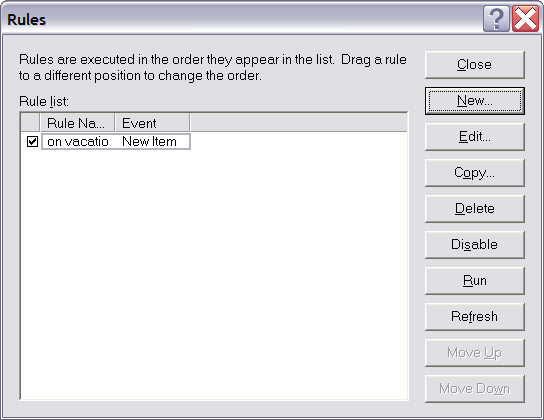 Rules
Rules are executed in the order they appear in the list. Drag a rule
to a different position to change the order.
Rule list:
Rule Na... Event
on vacatio New Item
Close
New...
Edit...
Copy...
Delete
Disable
Run
Refresh
Move Up
Move Down